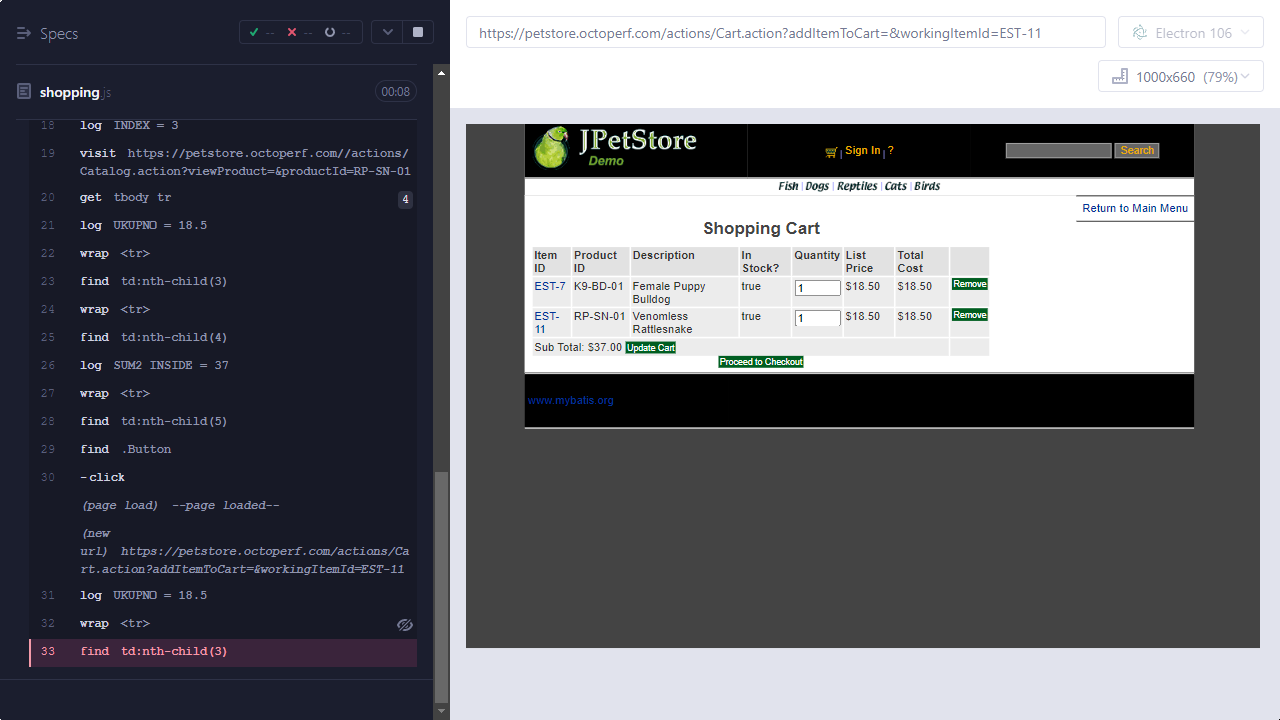 Specs
-- -- --
shopping.js
00:08
18 log INDEX = 3
19 visit https://petstore.octoperf.com//actions/
Catalog.action?viewProduct=&productId=RP-SN-01
20 get tbody tr 4
21 log UKUPNO = 18.5
22 wrap <tr>
23 find td:nth-child(3)
24 wrap <tr>
25 find td:nth-child(4)
26 log SUM2 INSIDE = 37
27 wrap <tr>
28 find td:nth-child(5)
29 find .Button
30 -click
(page load) --page loaded--
(new
url) https://petstore.octoperf.com/actions/Ca
rt.action?addItemToCart=&workingItemId=EST-11
31 log UKUPNO = 18.5
32 wrap <tr>
33 find td:nth-child(3)
https://petstore.octoperf.com/actions/Cart.action?addItemToCart=&workingItemId=EST-11
Electron 106
1000x660 (79%)
JPetStore
Demo
| Sign In | ?
Search
Fish | Dogs | Reptiles | Cats | Birds
Return to Main Menu
Shopping Cart
Item ID Product ID Description In Stock? Quantity List Price Total Cost
EST-7 K9-BD-01 Female Puppy Bulldog true 1 $18.50 $18.50 Remove
EST-11 RP-SN-01 Venomless Rattlesnake true 1 $18.50 $18.50 Remove
Sub Total: $37.00 Update Cart
Proceed to Checkout
www.mybatis.org